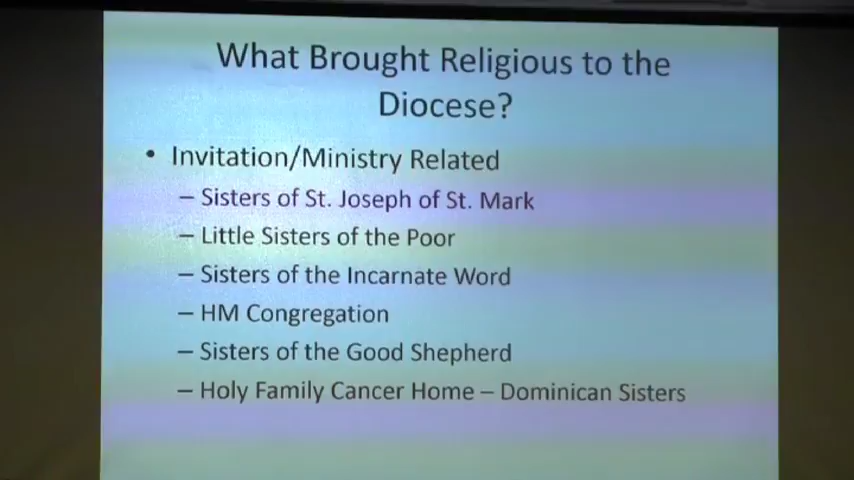 What Brought Religious to the
Diocese?
• Invitation/Ministry Related
– Sisters of St. Joseph of St. Mark
– Little Sisters of the Poor
– Sisters of the Incarnate Word
– HM Congregation
– Sisters of the Good Shepherd
– Holy Family Cancer Home – Dominican Sisters